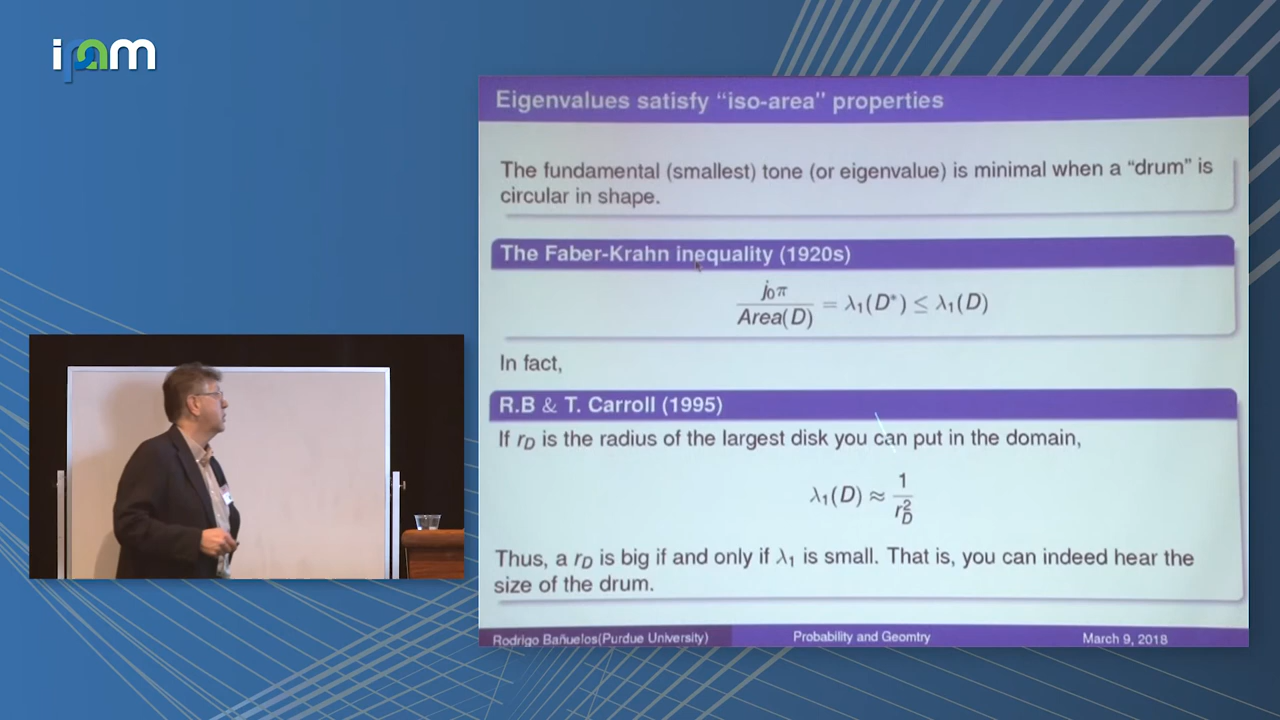 ipam
Eigenvalues satisfy “iso-area” properties
The fundamental (smallest) tone (or eigenvalue) is minimal when a “drum” is
circular in shape.
The Faber-Krahn inequality (1920s)
j₀π / Area(D) = λ₁(D*) ≤ λ₁(D)
In fact,
R.B & T. Carroll (1995)
If r_D is the radius of the largest disk you can put in the domain,
λ₁(D) ≈ 1 / r_D²
Thus, a r_D is big if and only if λ₁ is small. That is, you can indeed hear the
size of the drum.
Rodrigo Bañuelos(Purdue University) Probability and Geomtry March 9, 2018